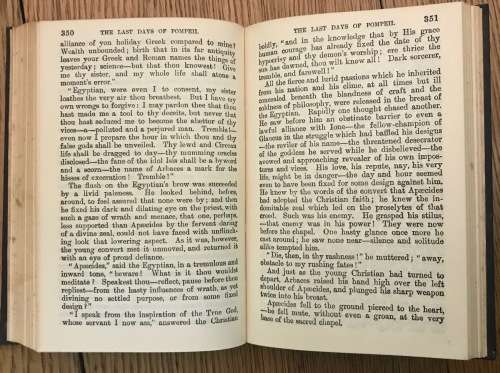 350 THE LAST DAYS OF POMPEII.
alliance of yon holiday Greek compared to mine?
Wealth unbounded; birth that in its far antiquity
leaves your Greek and Roman names the things of
yesterday; science—but that thou knowest! Give
me thy sister, and my whole life shall atone a
moment's error."
"Egyptian, were even I to consent, my sister
loathes the very air thou breathest. But I have my
own wrongs to forgive: I may pardon thee that thou
hast made me a tool to thy deceits, but never that
thou hast seduced me to become the abettor of thy
vices—a polluted and a perjured man. Tremble!—
even now I prepare the hour in which thou and thy
false gods shall be unveiled. Thy lewd and Circean
life shall be dragged to day—thy mumming oracles
disclosed—the fane of the idol Isis shall be a byword
and a scorn—the name of Arbaces a mark for the
hisses of execration! Tremble!"
The flush on the Egyptian's brow was succeeded
by a livid paleness. He looked behind, before,
around, to feel assured that none were by; and then
he fixed his dark and dilating eye on the priest, with
such a gaze of wrath and menace, that one, perhaps,
less supported than Apæcides by the fervent daring
of a divine zeal, could not have faced with unflinch-
ing look that lowering aspect. As it was, however,
the young convert met it unmoved, and returned it
with an eye of proud defiance.
"Apæcides," said the Egyptian, in a tremulous and
inward tone, "beware! What is it thou wouldst
meditate? Speakest thou—reflect, pause before thou
repliest—from the hasty influences of wrath, as yet
divining no settled purpose, or from some fixed
design?"
"I speak from the inspiration of the True God,
whose servant I now am," answered the Christian
THE LAST DAYS OF POMPEII. 351
boldly, "and in the knowledge that by His grace
human courage has already fixed the date of thy
hypocrisy and thy demon's worship; ere thrice the
sun has dawned, thou wilt know all! Dark sorcerer,
tremble, and farewell!"
All the fierce and lurid passions which he inherited
from his nation and his clime, at all times but ill
concealed beneath the blandness of craft and the
coldness of philosophy, were released in the breast of
the Egyptian. Rapidly one thought chased another.
He saw before him an obstinate barrier to even a
lawful alliance with Ione—the fellow-champion of
Glaucus in the struggle which had baffled his designs
—the reviler of his name—the threatened desecrator
of the goddess he served while he disbelieved—the
avowed and approaching revealer of his own impos-
tures and vices. His love, his repute, nay, his very
life, might be in danger—the day and hour seemed
even to have been fixed for some design against him.
He knew by the words of the convert that Apæcides
had adopted the Christian faith; he knew the in-
domitable zeal which led on the proselytes of that
creed. Such was his enemy. He grasped his stilus,
—that enemy was in his power! They were now
before the chapel. One hasty glance once more he
cast around; he saw none near—silence and solitude
alike tempted him.
"Die, then, in thy rashness!" he muttered; "away,
obstacle to my rushing fates!"
And just as the young Christian had turned to
depart, Arbaces raised his hand high over the left
shoulder of Apæcides, and plunged his sharp weapon
twice into his breast.
Apæcides fell to the ground pierced to the heart,
—he fell mute, without even a groan, at the very
base of the sacred chapel.